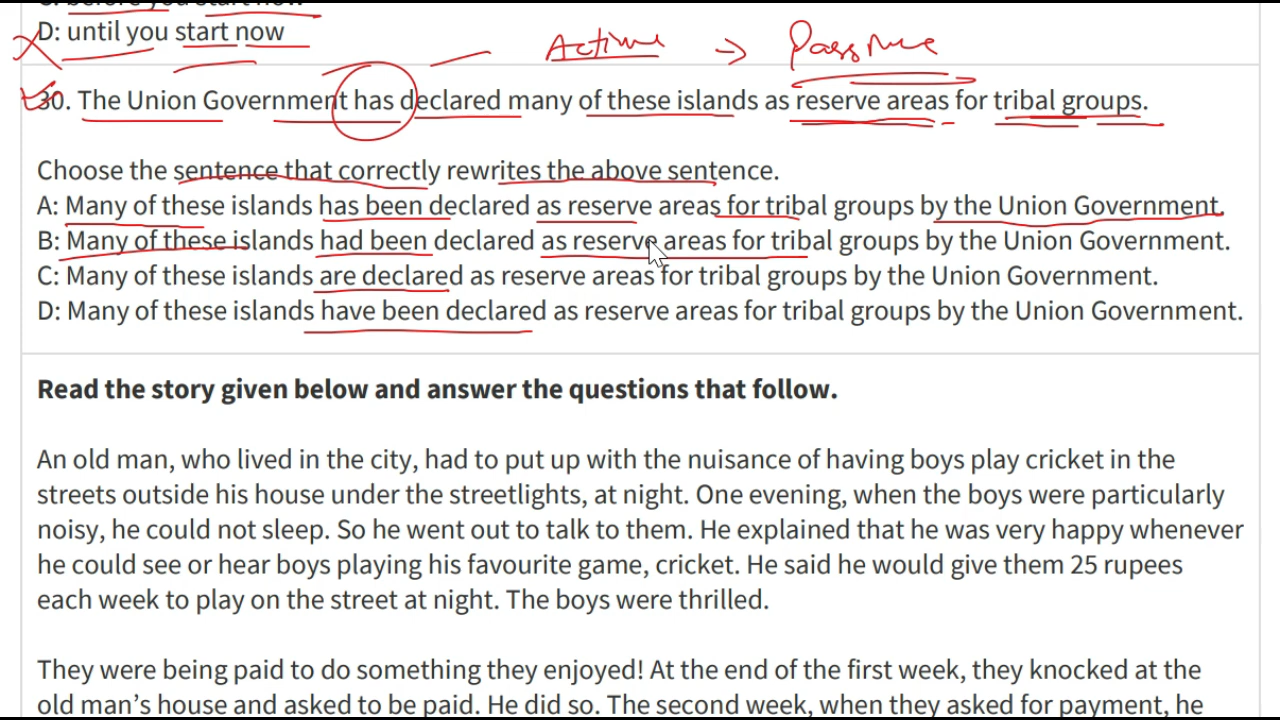 C: before you start now
D: until you start now
Active → Passive
30. The Union Government has declared many of these islands as reserve areas for tribal groups.
Choose the sentence that correctly rewrites the above sentence.
A: Many of these islands has been declared as reserve areas for tribal groups by the Union Government.
B: Many of these islands had been declared as reserve areas for tribal groups by the Union Government.
C: Many of these islands are declared as reserve areas for tribal groups by the Union Government.
D: Many of these islands have been declared as reserve areas for tribal groups by the Union Government.
Read the story given below and answer the questions that follow.
An old man, who lived in the city, had to put up with the nuisance of having boys play cricket in the
streets outside his house under the streetlights, at night. One evening, when the boys were particularly
noisy, he could not sleep. So he went out to talk to them. He explained that he was very happy whenever
he could see or hear boys playing his favourite game, cricket. He said he would give them 25 rupees
each week to play on the street at night. The boys were thrilled.
They were being paid to do something they enjoyed! At the end of the first week, they knocked at the
old man's house and asked to be paid. He did so. The second week, when they asked for payment, he